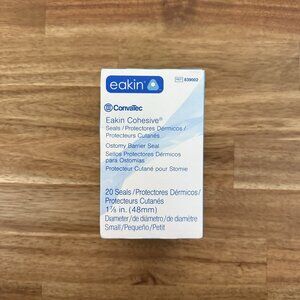 eakin®
REF 839002
ConvaTec
Eakin Cohesive®
Seals / Protectores Dérmicos /
Protecteurs Cutanés
Ostomy Barrier Seal
Sellos Protectores Dérmicos
para Ostomías
Protecteur Cutané pour Stomie
20 Seals / Protectores Dérmicos /
Protecteurs Cutanés
1⅞ in. (48mm)
Diameter / de diámetro / de diamètre
Small / Pequeño / Petit